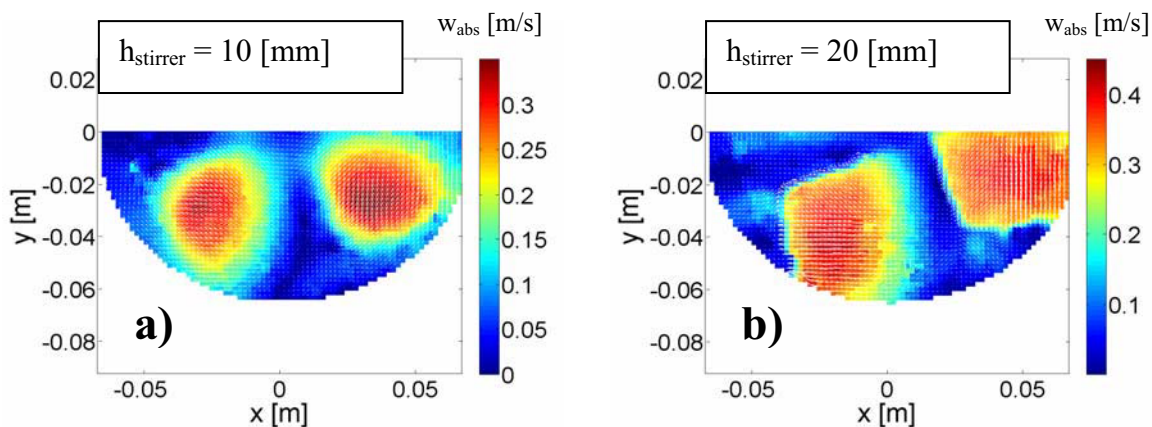 h_stirrer = 10 [mm]
w_abs [m/s]
0.02
0
-0.02
-0.04
-0.06
-0.08
y [m]
-0.05
0
0.05
x [m]
0.3
0.25
0.2
0.15
0.1
0.05
0
a)
h_stirrer = 20 [mm]
w_abs [m/s]
0.02
0
-0.02
-0.04
-0.06
-0.08
y [m]
-0.05
0
0.05
x [m]
0.4
0.3
0.2
0.1
b)